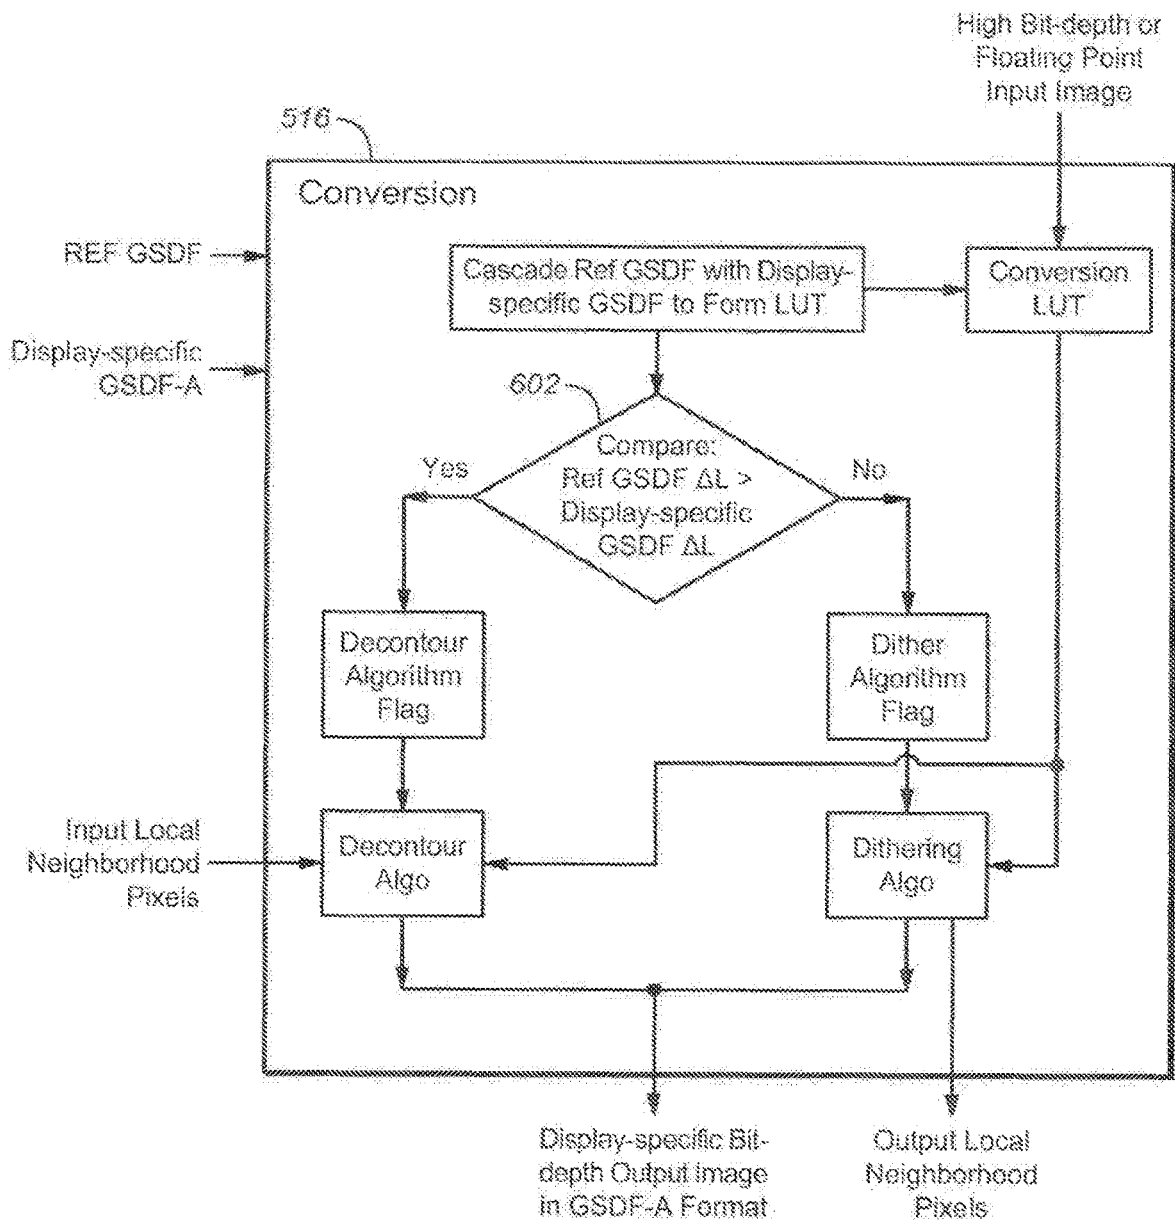 High Bit-depth or
Floating Point
Input Image
516
Conversion
REF GSDF
Cascade Ref GSDF with Display-
specific GSDF to Form LUT
Conversion
LUT
Display-specific
GSDF-A
602
Compare:
Ref GSDF ΔL >
Display-specific
GSDF ΔL
Yes
No
Decontour
Algorithm
Flag
Dither
Algorithm
Flag
Input Local
Neighborhood
Pixels
Decontour
Algo
Dithering
Algo
Display-specific Bit-
depth Output Image
in GSDF-A Format
Output Local
Neighborhood
Pixels